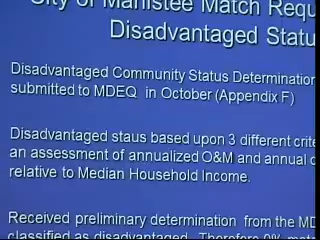 City of Manistee Match Requ
Disadvantaged Statu
Disadvantaged Community Status Determination
submitted to MDEQ in October (Appendix F)
Disadvantaged staus based upon 3 different crite
an assessment of annualized O&M and annual
relative to Median Household Income.
Received preliminary determination from the MD
classified as disadvantaged. Therefore 0%